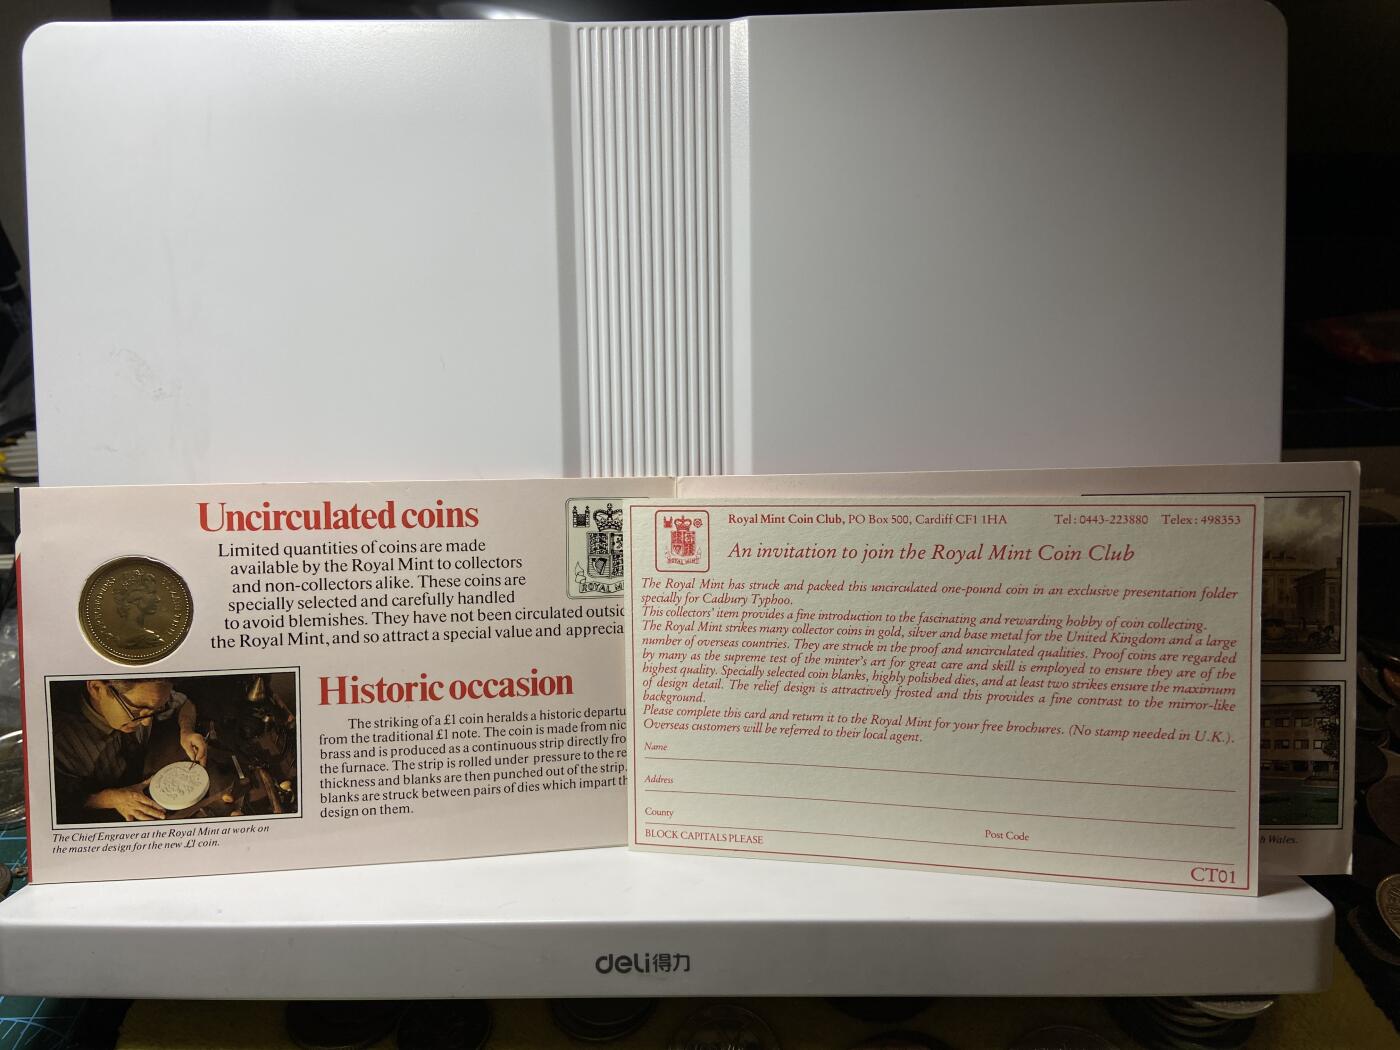 Uncirculated coins
Limited quantities of coins are made
available by the Royal Mint to collectors
and non-collectors alike. These coins are
specially selected and carefully handled
to avoid blemishes. They have not been circulated outsid
the Royal Mint, and so attract a special value and apprecia
Historic occasion
The striking of a £1 coin heralds a historic departu
from the traditional £1 note. The coin is made from nic
brass and is produced as a continuous strip directly fro
the furnace. The strip is rolled under pressure to the re
thickness and blanks are then punched out of the strip.
blanks are struck between pairs of dies which impart th
design on them.
The Chief Engraver at the Royal Mint at work on
the master design for the new £1 coin.
ROYAL MI
ROYAL MINT
Royal Mint Coin Club, PO Box 500, Cardiff CF1 1HA Tel: 0443-223880 Telex: 498353
An invitation to join the Royal Mint Coin Club
The Royal Mint has struck and packed this uncirculated one-pound coin in an exclusive presentation folder
specially for Cadbury Typhoo.
This collectors' item provides a fine introduction to the fascinating and rewarding hobby of coin collecting.
The Royal Mint strikes many collector coins in gold, silver and base metal for the United Kingdom and a large
number of overseas countries. They are struck in the proof and uncirculated qualities. Proof coins are regarded
by many as the supreme test of the minter's art for great care and skill is employed to ensure they are of the
highest quality. Specially selected coin blanks, highly polished dies, and at least two strikes ensure the maximum
of design detail. The relief design is attractively frosted and this provides a fine contrast to the mirror-like
background.
Please complete this card and return it to the Royal Mint for your free brochures. (No stamp needed in U.K.).
Overseas customers will be referred to their local agent.
Name
Address
County
Post Code
BLOCK CAPITALS PLEASE
CT01
h Wales.
deli得力